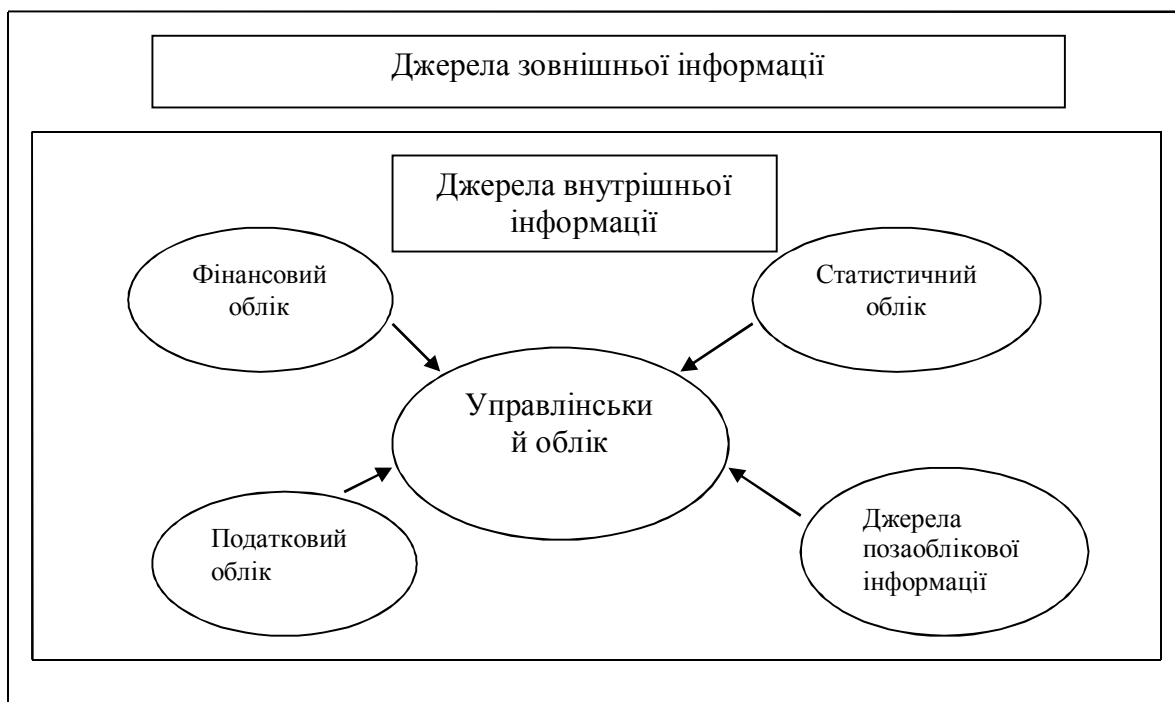 Джерела зовнішньої інформації
Джерела внутрішньої
інформації
Фінансовий
облік
Статистичний
облік
Управлінськи
й облік
Податковий
облік
Джерела
позаоблікової
інформації